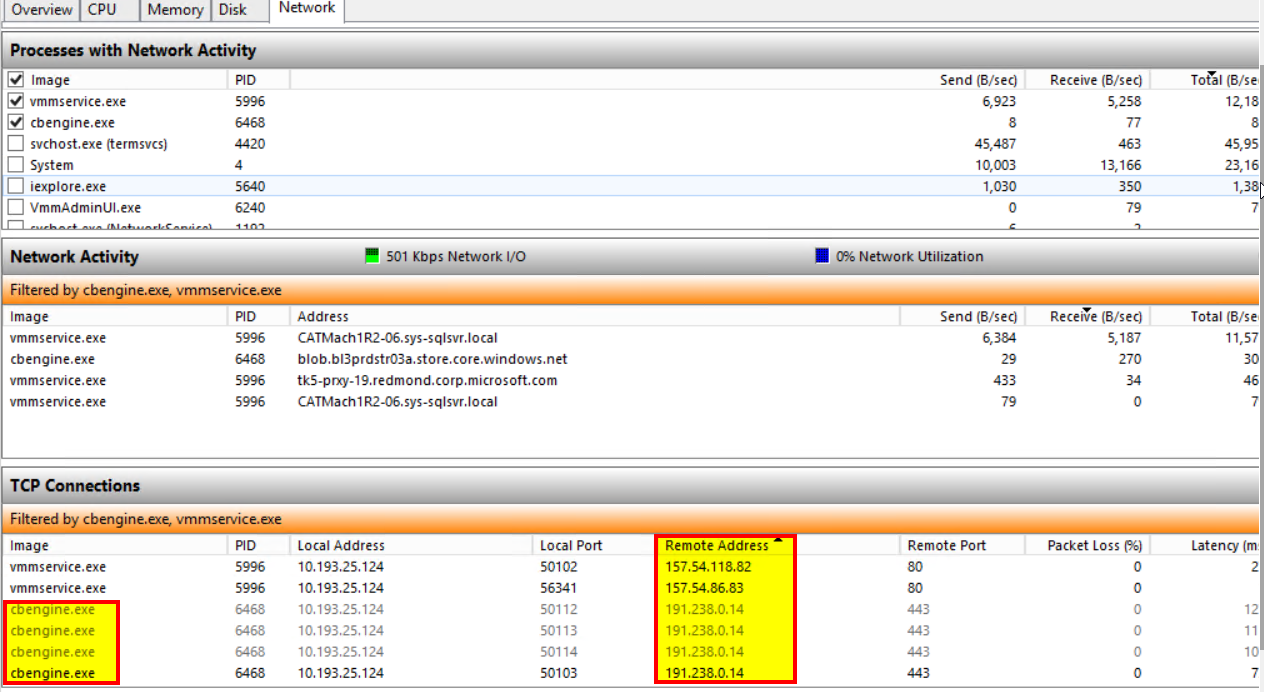 Overview CPU Memory Disk Network
Processes with Network Activity
Image PID Send (B/sec) Receive (B/sec) Total (B/se
vmmservice.exe 5996 6,923 5,258 12,18
cbengine.exe 6468 8 77 8
svchost.exe (termsvcs) 4420 45,487 463 45,95
System 4 10,003 13,166 23,16
iexplore.exe 5640 1,030 350 1,38
VmmAdminUI.exe 6240 0 79 7
svchost.exe (NetworkService) 1192 6 2
Network Activity 501 Kbps Network I/O 0% Network Utilization
Filtered by cbengine.exe, vmmservice.exe
Image PID Address Send (B/sec) Receive (B/sec) Total (B/se
vmmservice.exe 5996 CATMach1R2-06.sys-sqlsvr.local 6,384 5,187 11,57
cbengine.exe 6468 blob.bl3prdstr03a.store.core.windows.net 29 270 30
vmmservice.exe 5996 tk5-prxy-19.redmond.corp.microsoft.com 433 34 46
vmmservice.exe 5996 CATMach1R2-06.sys-sqlsvr.local 79 0 7
TCP Connections
Filtered by cbengine.exe, vmmservice.exe
Image PID Local Address Local Port Remote Address Remote Port Packet Loss (%) Latency (m
vmmservice.exe 5996 10.193.25.124 50102 157.54.118.82 80 0 2
vmmservice.exe 5996 10.193.25.124 56341 157.54.86.83 80 0
cbengine.exe 6468 10.193.25.124 50112 191.238.0.14 443 0 12
cbengine.exe 6468 10.193.25.124 50113 191.238.0.14 443 0 11
cbengine.exe 6468 10.193.25.124 50114 191.238.0.14 443 0 10
cbengine.exe 6468 10.193.25.124 50103 191.238.0.14 443 0 7